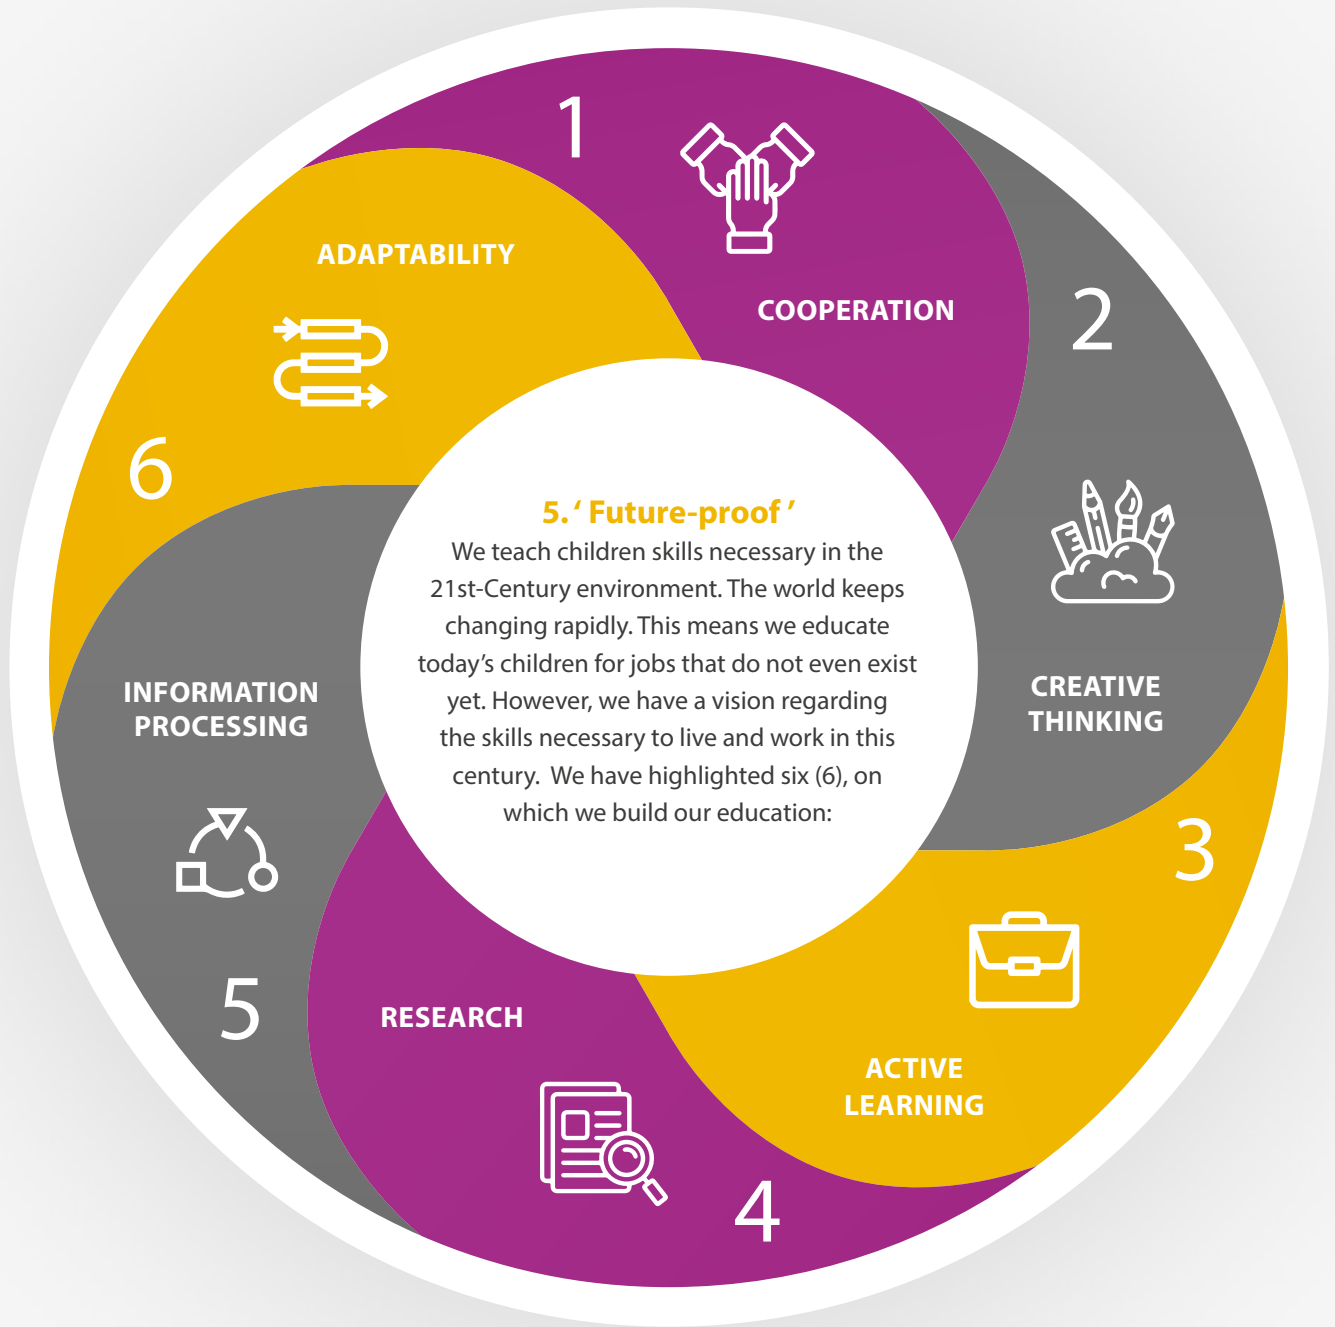 1
COOPERATION
2
CREATIVE
THINKING
3
ACTIVE
LEARNING
4
RESEARCH
5
INFORMATION
PROCESSING
6
ADAPTABILITY
5. ‘ Future-proof ’
We teach children skills necessary in the
21st-Century environment. The world keeps
changing rapidly. This means we educate
today’s children for jobs that do not even exist
yet. However, we have a vision regarding
the skills necessary to live and work in this
century.  We have highlighted six (6), on
which we build our education: